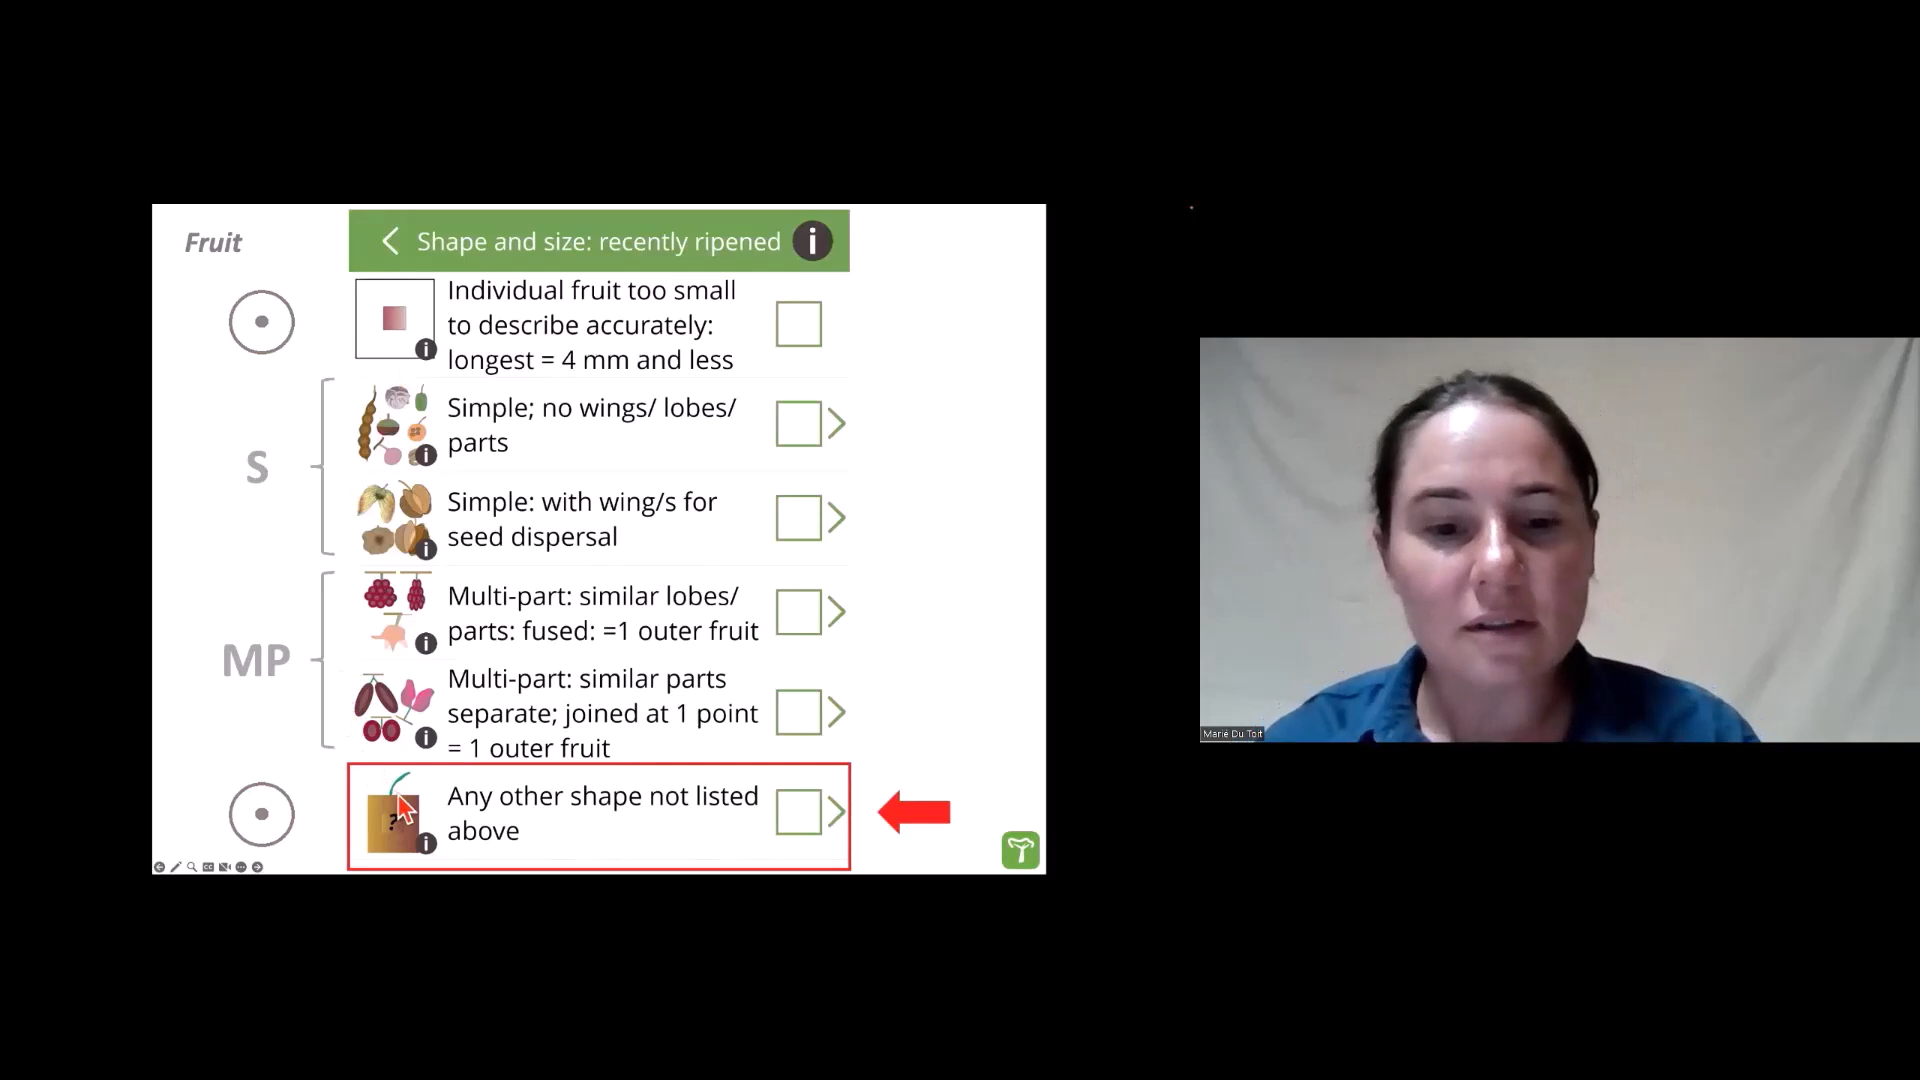 Fruit
Shape and size: recently ripened
i
Individual fruit too small
to describe accurately:
longest = 4 mm and less
i
S
Simple; no wings/ lobes/
parts
i
Simple: with wing/s for
seed dispersal
i
MP
Multi-part: similar lobes/
parts: fused: =1 outer fruit
i
Multi-part: similar parts
separate; joined at 1 point
= 1 outer fruit
i
Any other shape not listed
above
?
i
Marié Du Toit